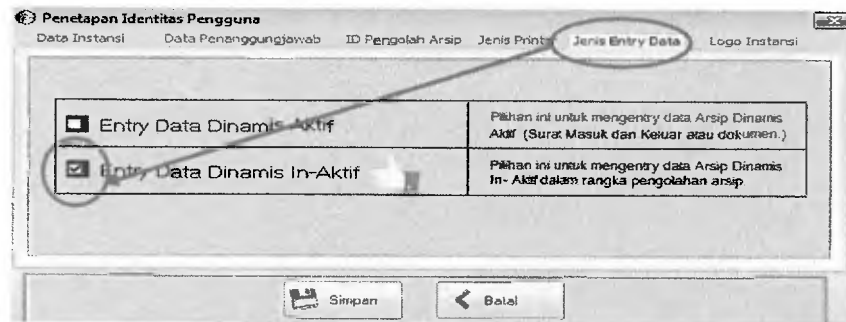 Penetapan Identitas Pengguna
Data Instansi Data Penanggungjawab ID Pengolah Arsip Jenis Printer Jenis Entry Data Logo Instansi
Entry Data Dinamis Aktif
Pilihan ini untuk mengentry data Arsip Dinamis
Aktif (Surat Masuk dan Keluar atau dokumen.)
Entry Data Dinamis In-Aktif
Pilihan ini untuk mengentry data Arsip Dinamis
In- Aktif dalam rangka pengolahan arsip
Simpan Batal